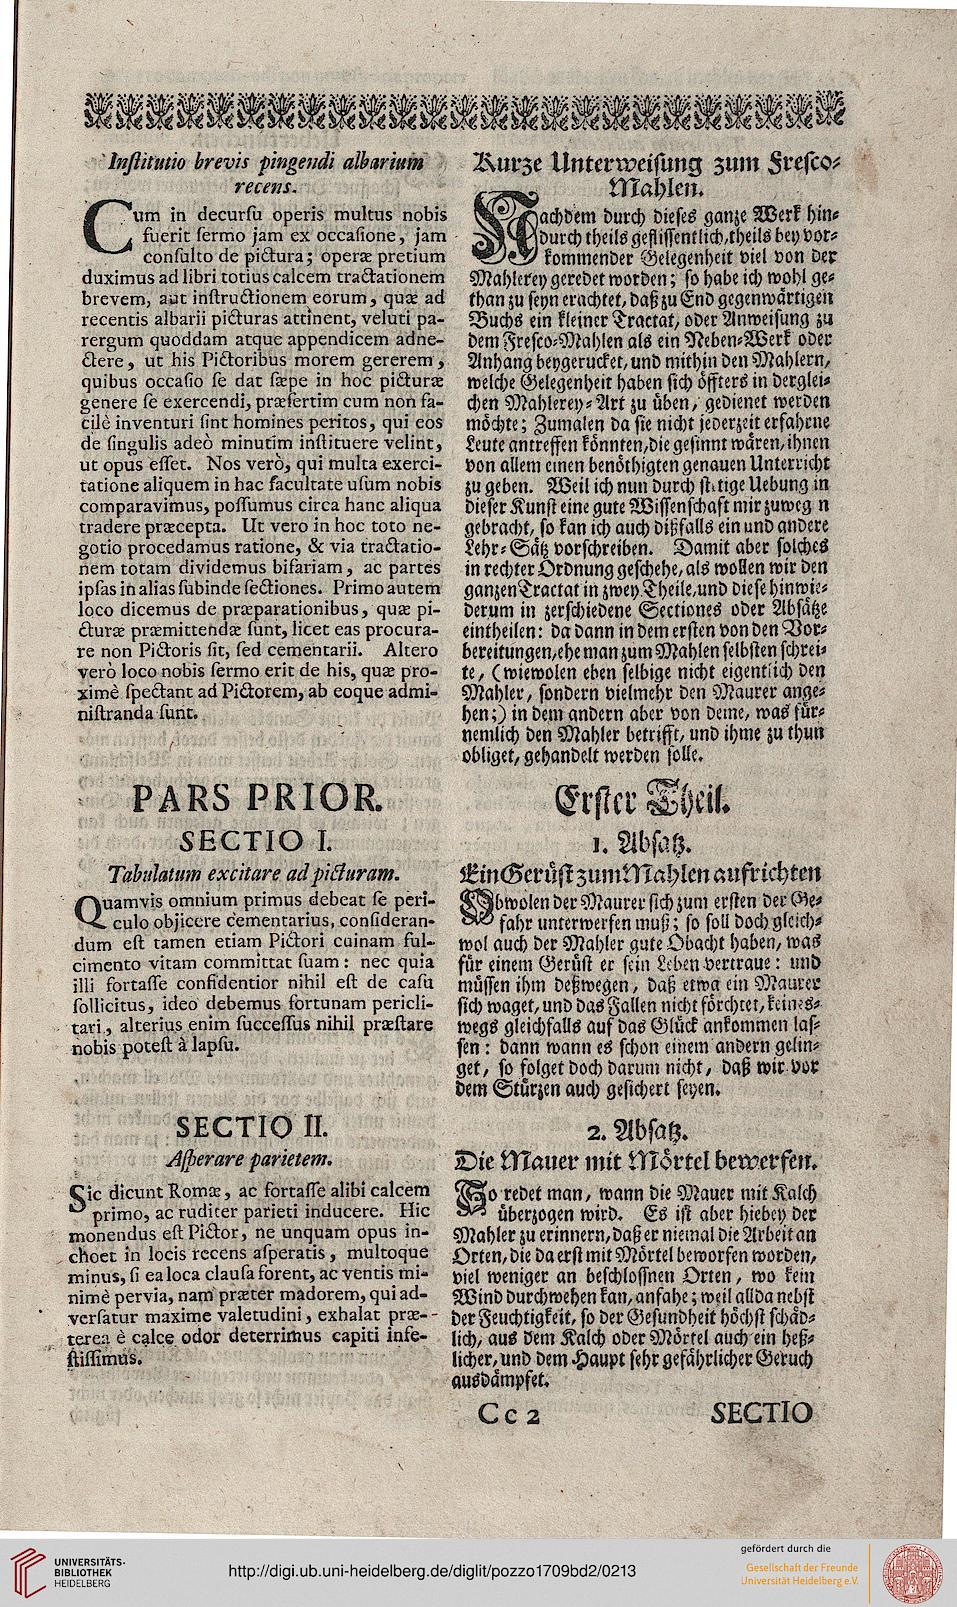 Institutio brevis pingendi albarium
recens.
Cum in decursu operis multus nobis
fuerit sermo jam ex occasione, jam
consulto de pictura; operæ pretium
duximus ad libri totius calcem tractationem
brevem, aut instructionem eorum, quæ ad
recentis albarii picturas attinent, veluti pa-
rergum quoddam atque appendicem adne-
ctere, ut his Pictoribus morem gererem,
quibus occasio se dat sæpe in hoc picturæ
genere se exercendi, præsertim cum non fa-
cilè inventuri sint homines peritos, qui eos
de singulis adeò minutim instituere velint,
ut opus esset. Nos verò, qui multa exerci-
tatione aliquem in hac facultate usum nobis
comparavimus, possumus circa hanc aliqua
tradere præcepta. Ut vero in hoc toto ne-
gotio procedamus ratione, & via tractatio-
nem totam dividemus bifariam, ac partes
ipsas in alias subinde sectiones. Primo autem
loco dicemus de præparationibus, quæ pi-
cturæ præmittendæ sunt, licet eas procura-
re non Pictoris sit, sed cementarii. Altero
verò loco nobis sermo erit de his, quæ pro-
ximè spectant ad Pictorem, ab eoque admi-
nistranda sunt.
PARS PRIOR.
SECTIO I.
Tabulatum excitare ad picturam.
Quamvis omnium primus debeat se peri-
culo objicere cementarius, consideran-
dum est tamen etiam Pictori cuinam ful-
cimento vitam committat suam: nec quia
illi fortasse confidentior nihil est de casu
sollicitus, ideo debemus fortunam pericli-
tari, alterius enim successus nihil præstare
nobis potest à lapsu.
SECTIO II.
Asperare parietem.
Sic dicunt Romæ, ac fortasse alibi calcem
primo, ac ruditer parieti inducere. Hic
monendus est Pictor, ne unquam opus in-
choet in locis recens asperatis, multoque
minus, si ea loca clausa forent, ac ventis mi-
nimè pervia, nam præter madorem, qui ad-
versatur maxime valetudini, exhalat præ-
terea è calce odor deterrimus capiti infe-
stissimus.
Kurze Unterweisung zum Fresco-
Mahlen.
Nachdem durch dieses ganze Werk hin-
durch theils geflissentlich, theils bey vor-
kommender Gelegenheit viel von der
Mahlerey geredet worden; so habe ich wohl ge-
than zu seyn erachtet, daß zu End gegenwärtigen
Buchs ein kleiner Tractat, oder Anweisung zu
dem Fresco-Mahlen als ein Neben-Werk oder
Anhang beygerucket, und mithin den Mahlern,
welche Gelegenheit haben sich öffters in derglei-
chen Mahlerey-Art zu üben, gedienet werden
möchte; Zumalen da sie nicht jederzeit erfahrne
Leute antreffen könnten, die gesinnt wären, ihnen
von allem einen benöthigten genauen Unterricht
zu geben. Weil ich nun durch stetige Uebung in
dieser Kunst eine gute Wissenschaft mir zuwegen
gebracht, so kan ich auch dißfalls ein und andere
Lehr-Sätz vorschreiben. Damit aber solches
in rechter Ordnung geschehe, als wollen wir den
ganzen Tractat in zwey Theile, und diese hinwie-
derum in zerschiedene Sectiones oder Absätze
eintheilen: da dann in dem ersten von den Vor-
bereitungen, ehe man zum Mahlen selbsten schrei-
te, (wiewolen eben selbige nicht eigentlich den
Mahler, sondern vielmehr den Maurer ange-
hen;) in dem andern aber von deme, was für-
nemlich den Mahler betrifft, und ihme zu thun
obliget, gehandelt werden solle.
Erster Theil.
1. Absatz.
Ein Gerüst zum Mahlen aufrichten
Obwolen der Maurer sich zum ersten der Ge-
fahr unterwerfen muß; so soll doch gleich-
wol auch der Mahler gute Obacht haben, was
für einem Gerüst er sein Leben vertraue: und
müssen ihm deßwegen, daß etwa ein Maurer
sich waget, und das Fallen nicht förchtet, keines-
wegs gleichfalls auf das Glück ankommen las-
sen: dann wann es schon einem andern gelin-
get, so folget doch darum nicht, daß wir vor
dem Stürzen auch gesichert seyen.
2. Absatz.
Die Mauer mit Mörtel bewerfen.
So redet man, wann die Mauer mit Kalch
überzogen wird. Es ist aber hiebey der
Mahler zu erinnern, daß er niemal die Arbeit an
Orten, die da erst mit Mörtel beworfen worden,
viel weniger an beschlossnen Orten, wo kein
Wind durchwehen kan, anfahe; weil allda nebst
der Feuchtigkeit, so der Gesundheit höchst schäd-
lich, aus dem Kalch oder Mörtel auch ein heß-
licher, und dem Haupt sehr gefährlicher Geruch
ausdämpfet.
Cc 2 SECTIO
UNIVERSITÄTS-
BIBLIOTHEK
HEIDELBERG
http://digi.ub.uni-heidelberg.de/diglit/pozzo1709bd2/0213
gefördert durch die
Gesellschaft der Freunde
Universität Heidelberg e.V.